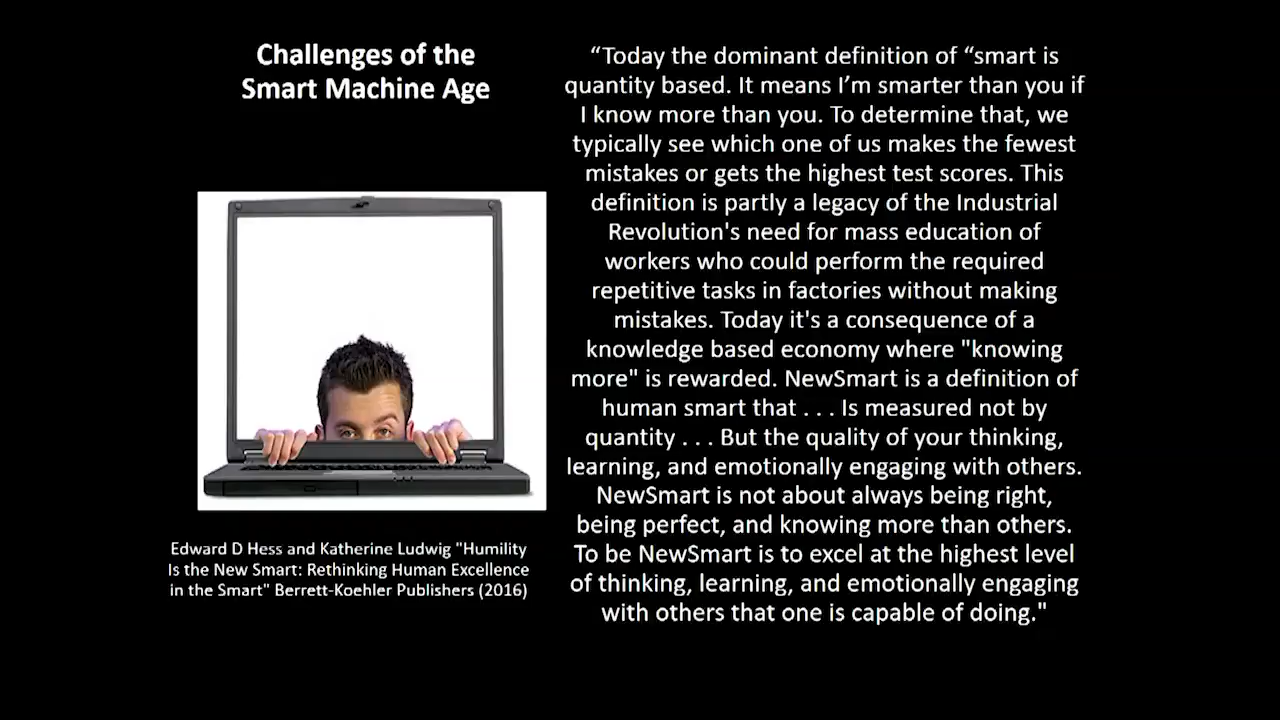 Challenges of the
Smart Machine Age
“Today the dominant definition of “smart is
quantity based. It means I’m smarter than you if
I know more than you. To determine that, we
typically see which one of us makes the fewest
mistakes or gets the highest test scores. This
definition is partly a legacy of the Industrial
Revolution's need for mass education of
workers who could perform the required
repetitive tasks in factories without making
mistakes. Today it's a consequence of a
knowledge based economy where "knowing
more" is rewarded. NewSmart is a definition of
human smart that . . . Is measured not by
quantity . . . But the quality of your thinking,
learning, and emotionally engaging with others.
NewSmart is not about always being right,
being perfect, and knowing more than others.
To be NewSmart is to excel at the highest level
of thinking, learning, and emotionally engaging
with others that one is capable of doing."
Edward D Hess and Katherine Ludwig "Humility
Is the New Smart: Rethinking Human Excellence
in the Smart" Berrett-Koehler Publishers (2016)